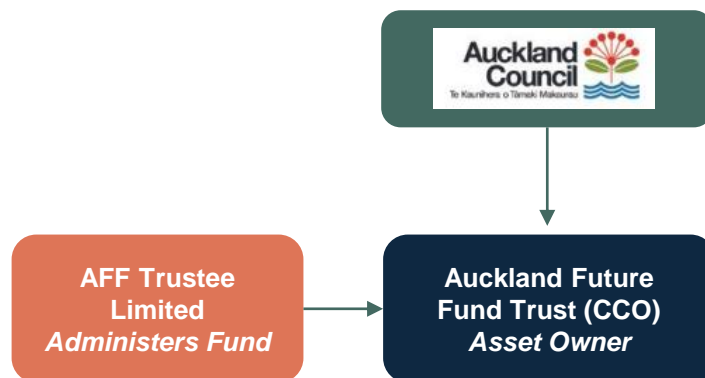 Auckland
Council
Te Kaunihera o Tāmaki Makaurau
AFF Trustee
Limited
Administers Fund
Auckland Future
Fund Trust (CCO)
Asset Owner